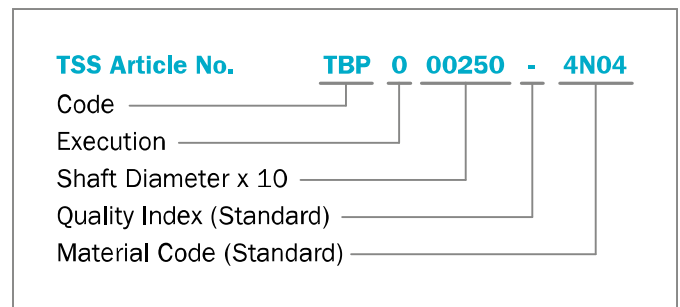 TSS Article No. TBP 0 00250 - 4N04
Code
Execution
Shaft Diameter x 10
Quality Index (Standard)
Material Code (Standard)